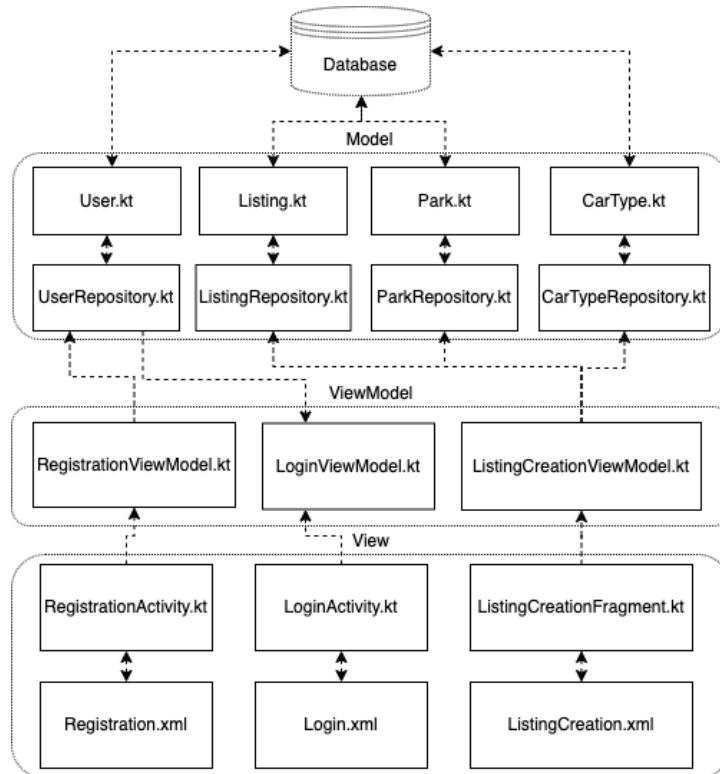 Database
Model
User.kt
Listing.kt
Park.kt
CarType.kt
UserRepository.kt
ListingRepository.kt
ParkRepository.kt
CarTypeRepository.kt
ViewModel
RegistrationViewModel.kt
LoginViewModel.kt
ListingCreationViewModel.kt
View
RegistrationActivity.kt
LoginActivity.kt
ListingCreationFragment.kt
Registration.xml
Login.xml
ListingCreation.xml